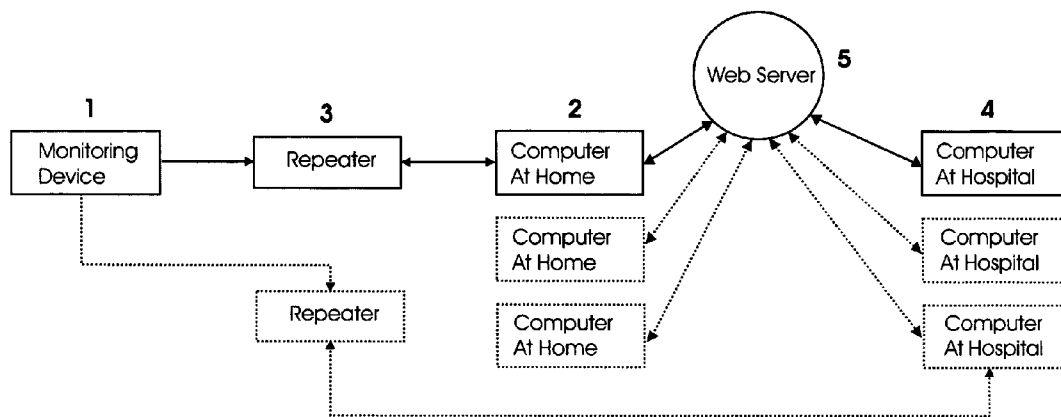 Web Server
5
1
3
2
4
Monitoring
Device
Repeater
Computer
At Home
Computer
At Hospital
Computer
At Home
Computer
At Hospital
Repeater
Computer
At Home
Computer
At Hospital